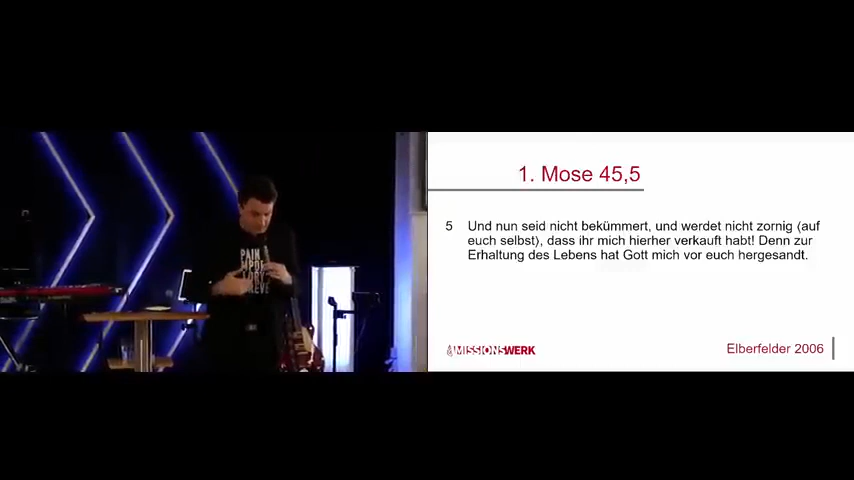 1. Mose 45,5
5 Und nun seid nicht bekümmert, und werdet nicht zornig (auf
euch selbst), dass ihr mich hierher verkauft habt! Denn zur
Erhaltung des Lebens hat Gott mich vor euch hergesandt.
MISSIONSWERK
Elberfelder 2006
PAIN